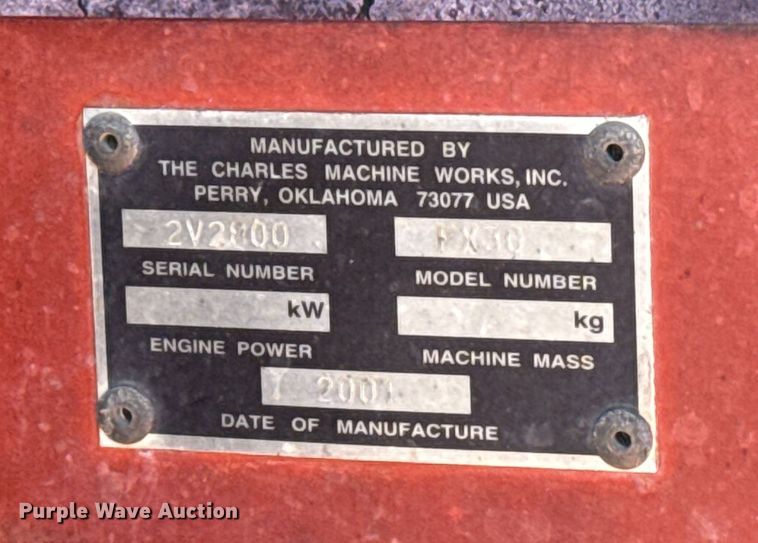 MANUFACTURED BY
THE CHARLES MACHINE WORKS, INC.
PERRY, OKLAHOMA 73077 USA
2V2800 FX30
SERIAL NUMBER MODEL NUMBER
kW kg
ENGINE POWER MACHINE MASS
2001
DATE OF MANUFACTURE
Purple Wave Auction